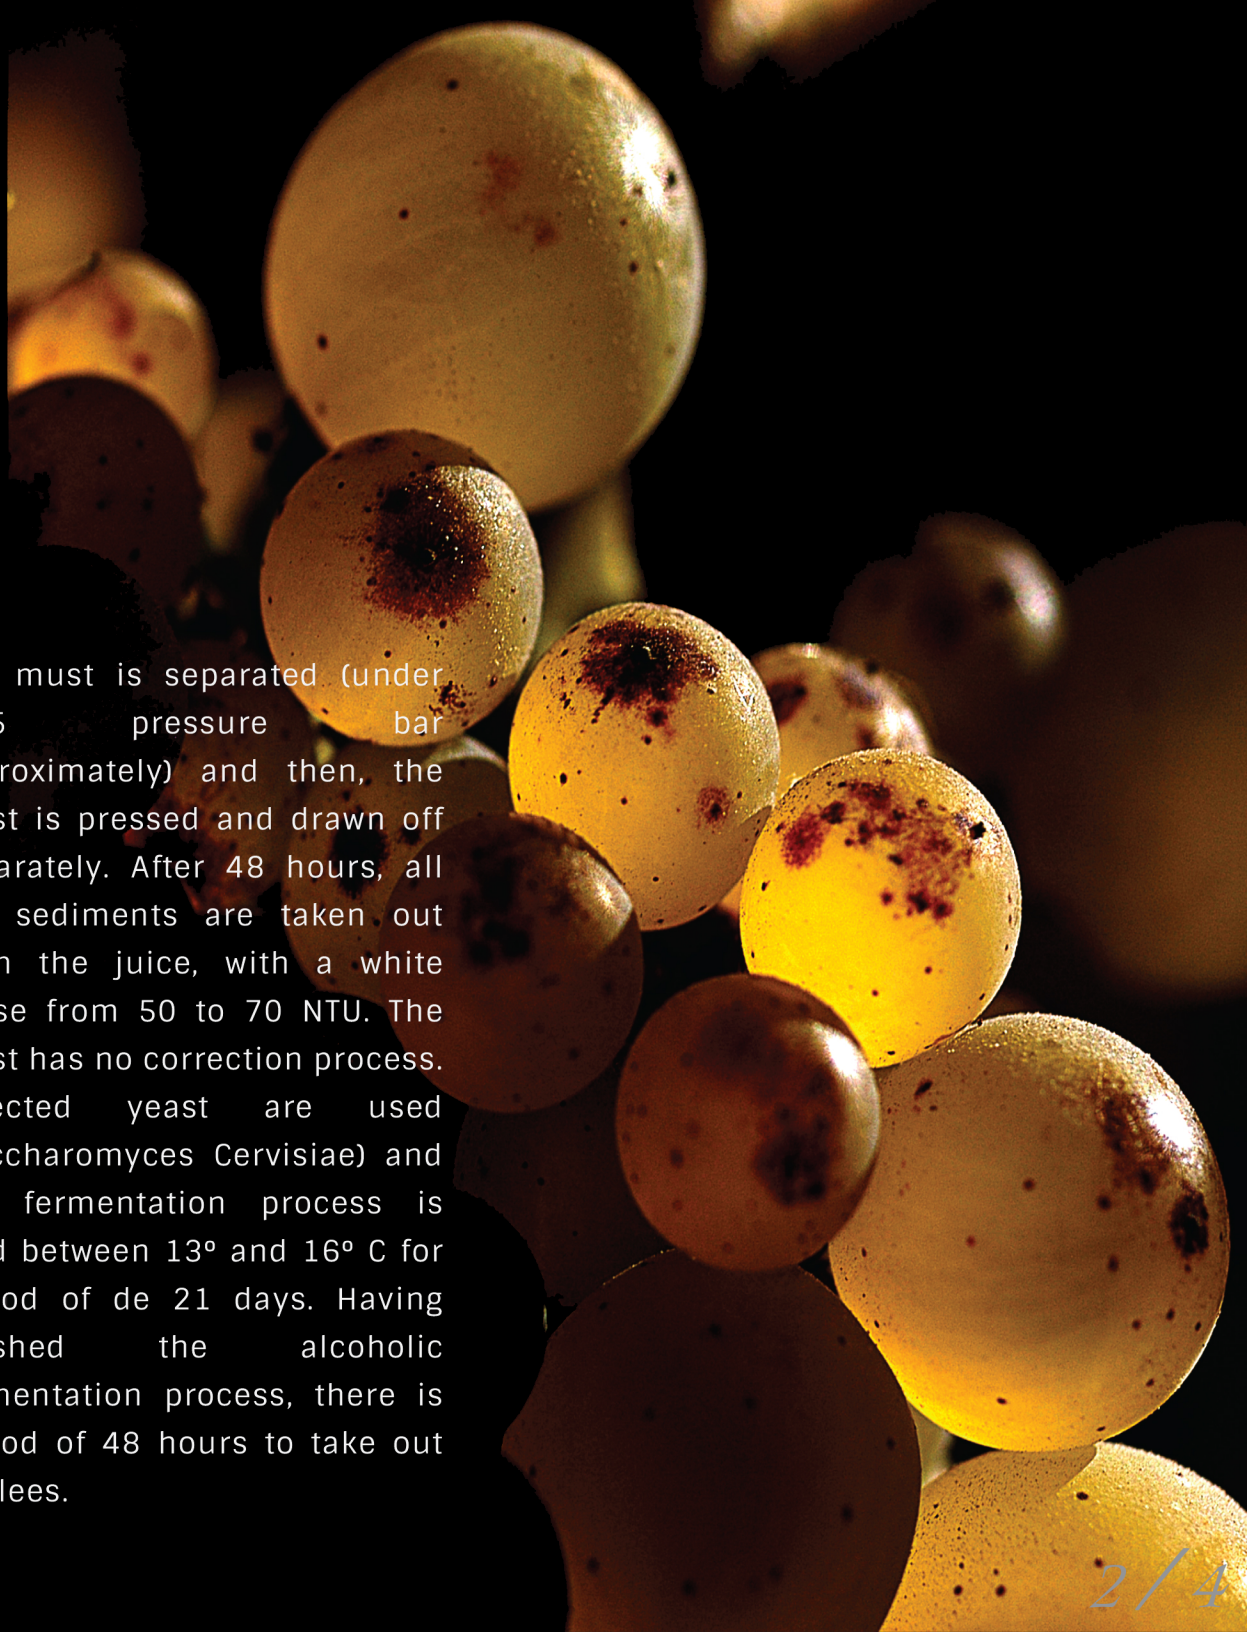 must is separated (under
pressure bar
roximately) and then, the
st is pressed and drawn off
arately. After 48 hours, all
sediments are taken out
the juice, with a white
se from 50 to 70 NTU. The
st has no correction process.
ected yeast are used
ccharomyces Cervisiae) and
fermentation process is
between 13º and 16º C for
od of de 21 days. Having
shed the alcoholic
mentation process, there is
od of 48 hours to take out
lees.
2/4